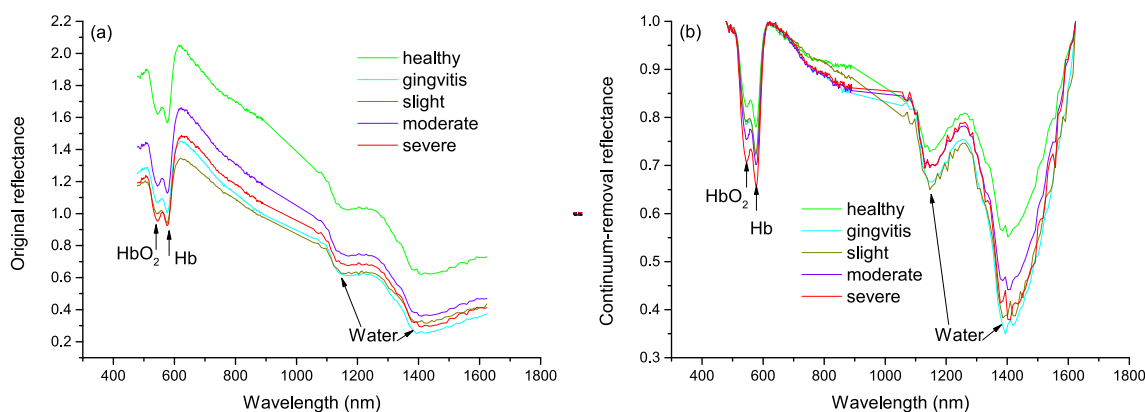 (a)
Original reflectance
2.2
2.0
1.8
1.6
1.4
1.2
1.0
0.8
0.6
0.4
0.2
healthy
gingvitis
slight
moderate
severe
HbO2
Hb
Water
400 600 800 1000 1200 1400 1600 1800
Wavelength (nm)
(b)
Continuum-removal reflectance
1.0
0.9
0.8
0.7
0.6
0.5
0.4
0.3
HbO2
Hb
healthy
gingvitis
slight
moderate
severe
Water
400 600 800 1000 1200 1400 1600 1800
Wavelength (nm)